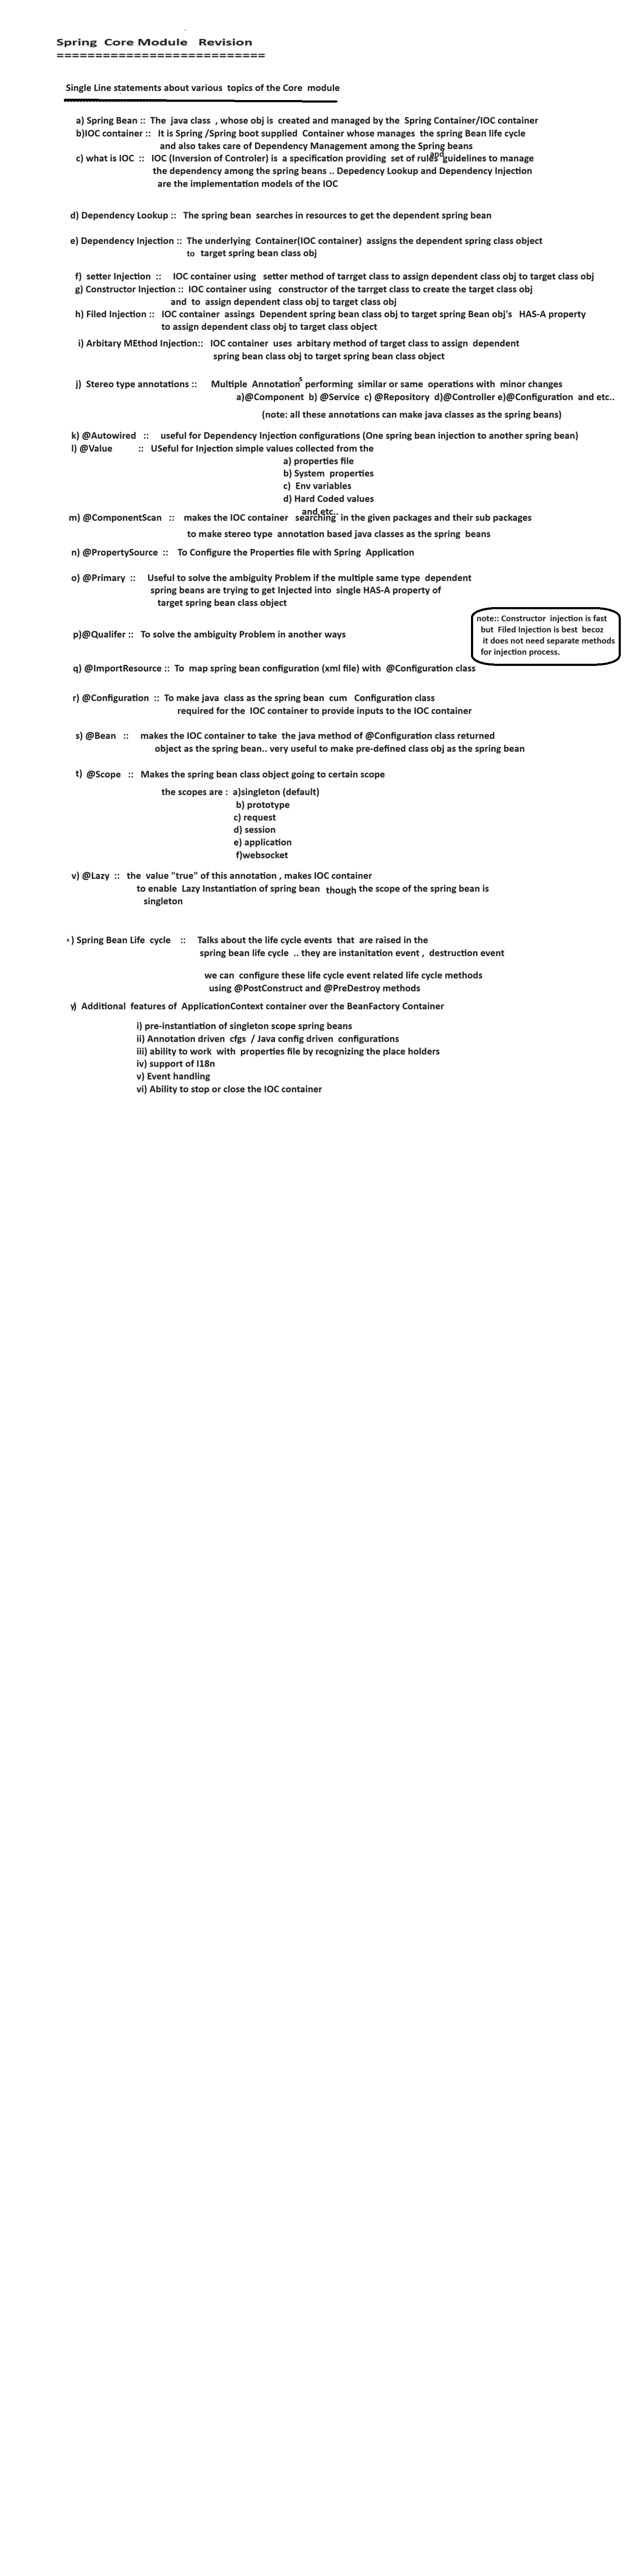 Spring Core Module Revision
===========================
Single Line statements about various topics of the Core module
a) Spring Bean :: The java class , whose obj is created and managed by the Spring Container/IOC container
b)IOC container :: It is Spring /Spring boot supplied Container whose manages the spring Bean life cycle
and also takes care of Dependency Management among the Spring beans
c) what is IOC :: IOC (Inversion of Controler) is a specification providing set of rules and guidelines to manage
the dependency among the spring beans .. Depedency Lookup and Dependency Injection
are the implementation models of the IOC
d) Dependency Lookup :: The spring bean searches in resources to get the dependent spring bean
e) Dependency Injection :: The underlying Container(IOC container) assigns the dependent spring class object
to target spring bean class obj
f) setter Injection :: IOC container using setter method of tarrget class to assign dependent class obj to target class obj
g) Constructor Injection :: IOC container using constructor of the tarrget class to create the target class obj
and to assign dependent class obj to target class obj
h) Filed Injection :: IOC container assings Dependent spring bean class obj to target spring Bean obj's HAS-A property
to assign dependent class obj to target class object
i) Arbitary MEthod Injection:: IOC container uses arbitary method of target class to assign dependent
spring bean class obj to target spring bean class object
j) Stereo type annotations :: Multiple Annotations performing similar or same operations with minor changes
a)@Component b) @Service c) @Repository d)@Controller e)@Configuration and etc..
(note: all these annotations can make java classes as the spring beans)
k) @Autowired :: useful for Dependency Injection configurations (One spring bean injection to another spring bean)
l) @Value :: USeful for Injection simple values collected from the
a) properties file
b) System properties
c) Env variables
d) Hard Coded values
and etc..
m) @ComponentScan :: makes the IOC container searching in the given packages and their sub packages
to make stereo type annotation based java classes as the spring beans
n) @PropertySource :: To Configure the Properties file with Spring Application
o) @Primary :: Useful to solve the ambiguity Problem if the multiple same type dependent
spring beans are trying to get Injected into single HAS-A property of
target spring bean class object
note:: Constructor injection is fast
but Filed Injection is best becoz
it does not need separate methods
for injection process.
p)@Qualifer :: To solve the ambiguity Problem in another ways
q) @ImportResource :: To map spring bean configuration (xml file) with @Configuration class
r) @Configuration :: To make java class as the spring bean cum Configuration class
required for the IOC container to provide inputs to the IOC container
s) @Bean :: makes the IOC container to take the java method of @Configuration class returned
object as the spring bean.. very useful to make pre-defined class obj as the spring bean
t) @Scope :: Makes the spring bean class object going to certain scope
the scopes are : a)singleton (default)
b) prototype
c) request
d) session
e) application
f)websocket
v) @Lazy :: the value "true" of this annotation , makes IOC container
to enable Lazy Instantiation of spring bean though the scope of the spring bean is
singleton
x) Spring Bean Life cycle :: Talks about the life cycle events that are raised in the
spring bean life cycle .. they are instanitation event , destruction event
we can configure these life cycle event related life cycle methods
using @PostConstruct and @PreDestroy methods
y) Additional features of ApplicationContext container over the BeanFactory Container
i) pre-instantiation of singleton scope spring beans
ii) Annotation driven cfgs / Java config driven configurations
iii) ability to work with properties file by recognizing the place holders
iv) support of I18n
v) Event handling
vi) Ability to stop or close the IOC container